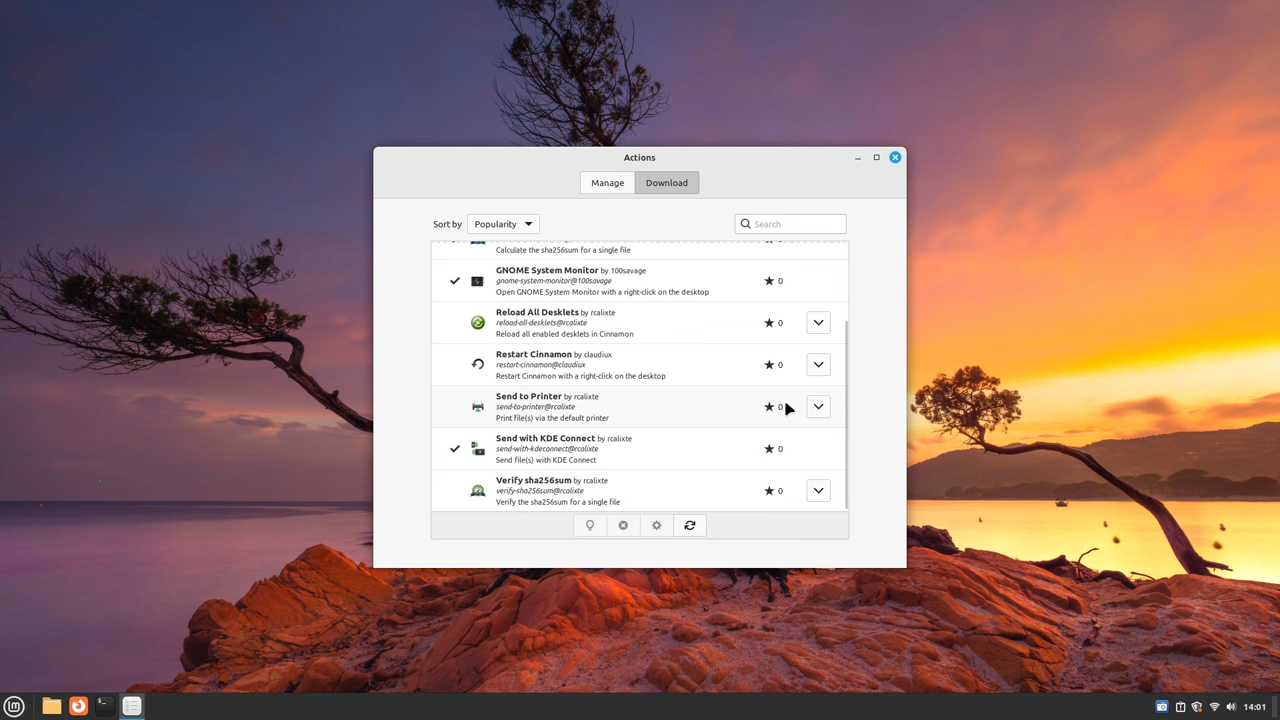 Actions
Manage
Download
Sort by
Popularity
Search
Calculate the sha256sum for a single file
GNOME System Monitor by 100savage
gnome-system-monitor@100savage
0
Open GNOME System Monitor with a right-click on the desktop
Reload All Desklets by rcalixte
reload-all-desklets@rcalixte
0
Reload all enabled desklets in Cinnamon
Restart Cinnamon by claudiux
restart-cinnamon@claudiux
0
Restart Cinnamon with a right-click on the desktop
Send to Printer by rcalixte
send-to-printer@rcalixte
0
Print file(s) via the default printer
Send with KDE Connect by rcalixte
send-with-kdeconnect@rcalixte
0
Send file(s) with KDE Connect
Verify sha256sum by rcalixte
verify-sha256sum@rcalixte
0
Verify the sha256sum for a single file
14:01